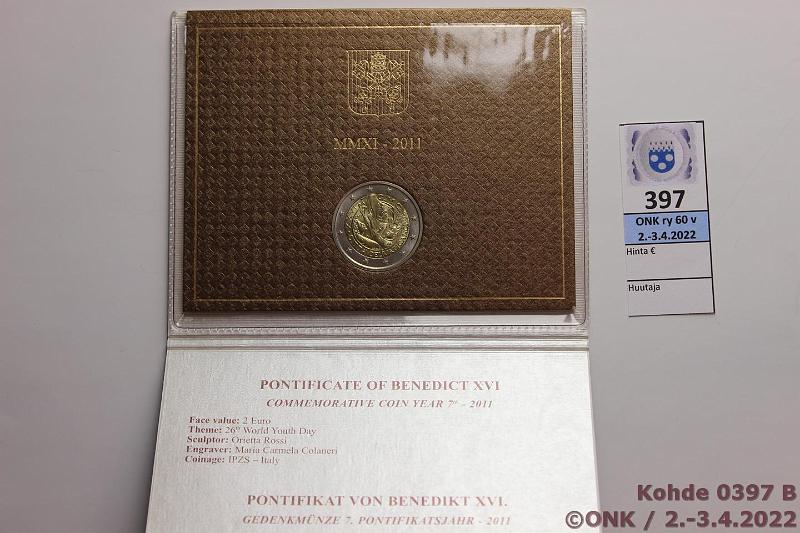 MMXI - 2011
397
ONK ry 60 v
2.-3.4.2022
Hinta €
Huutaja
PONTIFICATE OF BENEDICT XVI
COMMEMORATIVE COIN YEAR 7° - 2011
Face value: 2 Euro
Theme: 26th World Youth Day
Sculptor: Orietta Rossi
Engraver: Maria Carmela Colaneri
Coinage: IPZS – Italy
PONTIFIKAT VON BENEDIKT XVI.
GEDENKMÜNZE 7. PONTIFIKATSJAHR - 2011
Kohde 0397 B
©ONK / 2.-3.4.2022